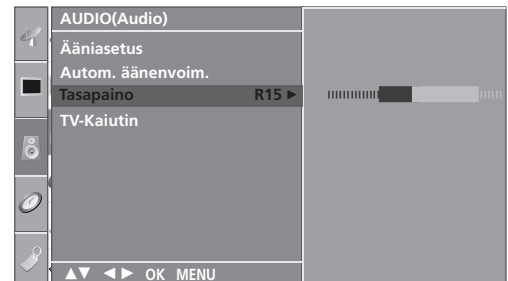 AUDIO(Audio)
Ääniasetus
Autom. äänenvoim.
Tasapaino R15 ►
TV-Kaiutin
▲▼ ◄► OK MENU